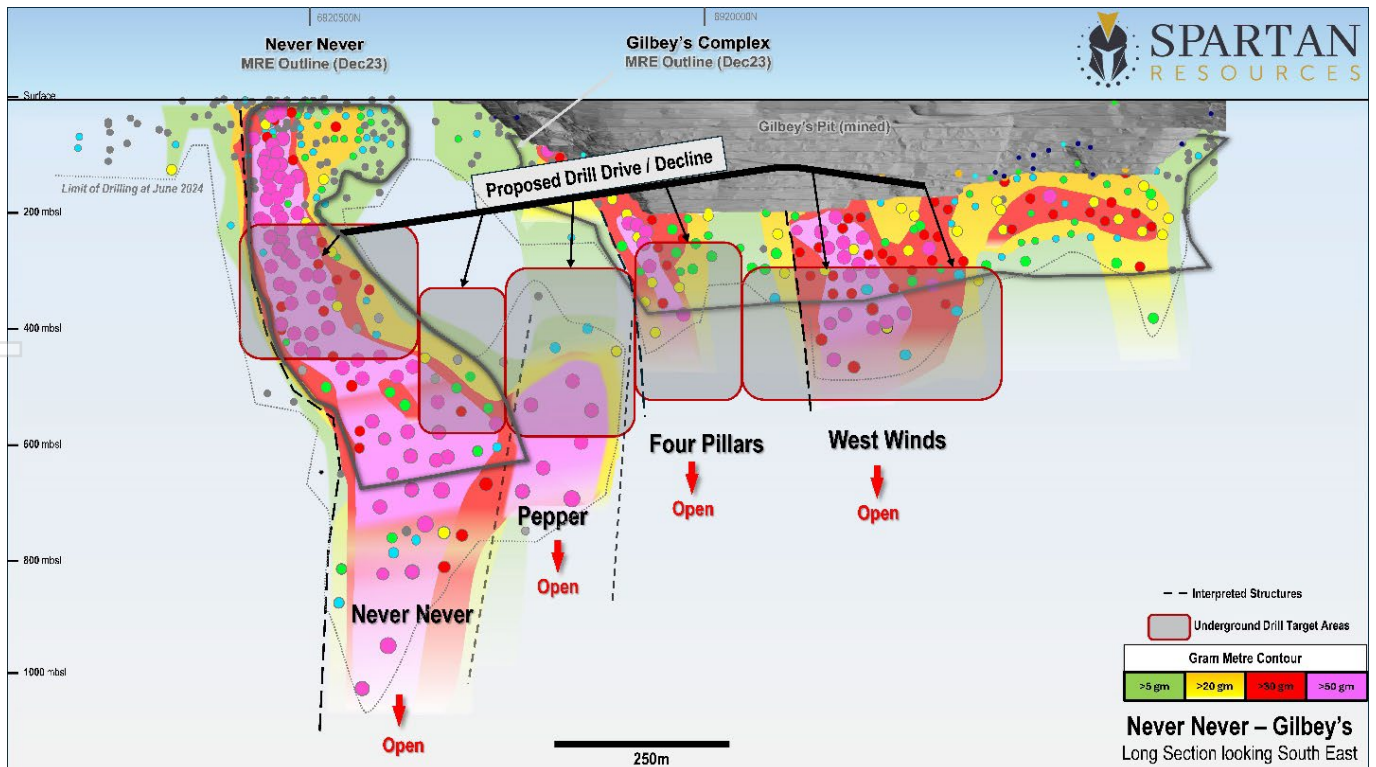 6920500N
6920000N
Never Never
MRE Outline (Dec23)
Gilbey's Complex
MRE Outline (Dec23)
SPARTAN
RESOURCES
Surface
Gilbey's Pit (mined)
Proposed Drill Drive / Decline
Limit of Drilling at June 2024
200 mbsl
400 mbsl
600 mbsl
800 mbsl
1000 mbsl
Four Pillars
Open
West Winds
Open
Pepper
Open
Never Never
Open
Interpreted Structures
Underground Drill Target Areas
Gram Metre Contour
>5 gm
>20 gm
>30 gm
>50 gm
250m
Never Never – Gilbey's
Long Section looking South East